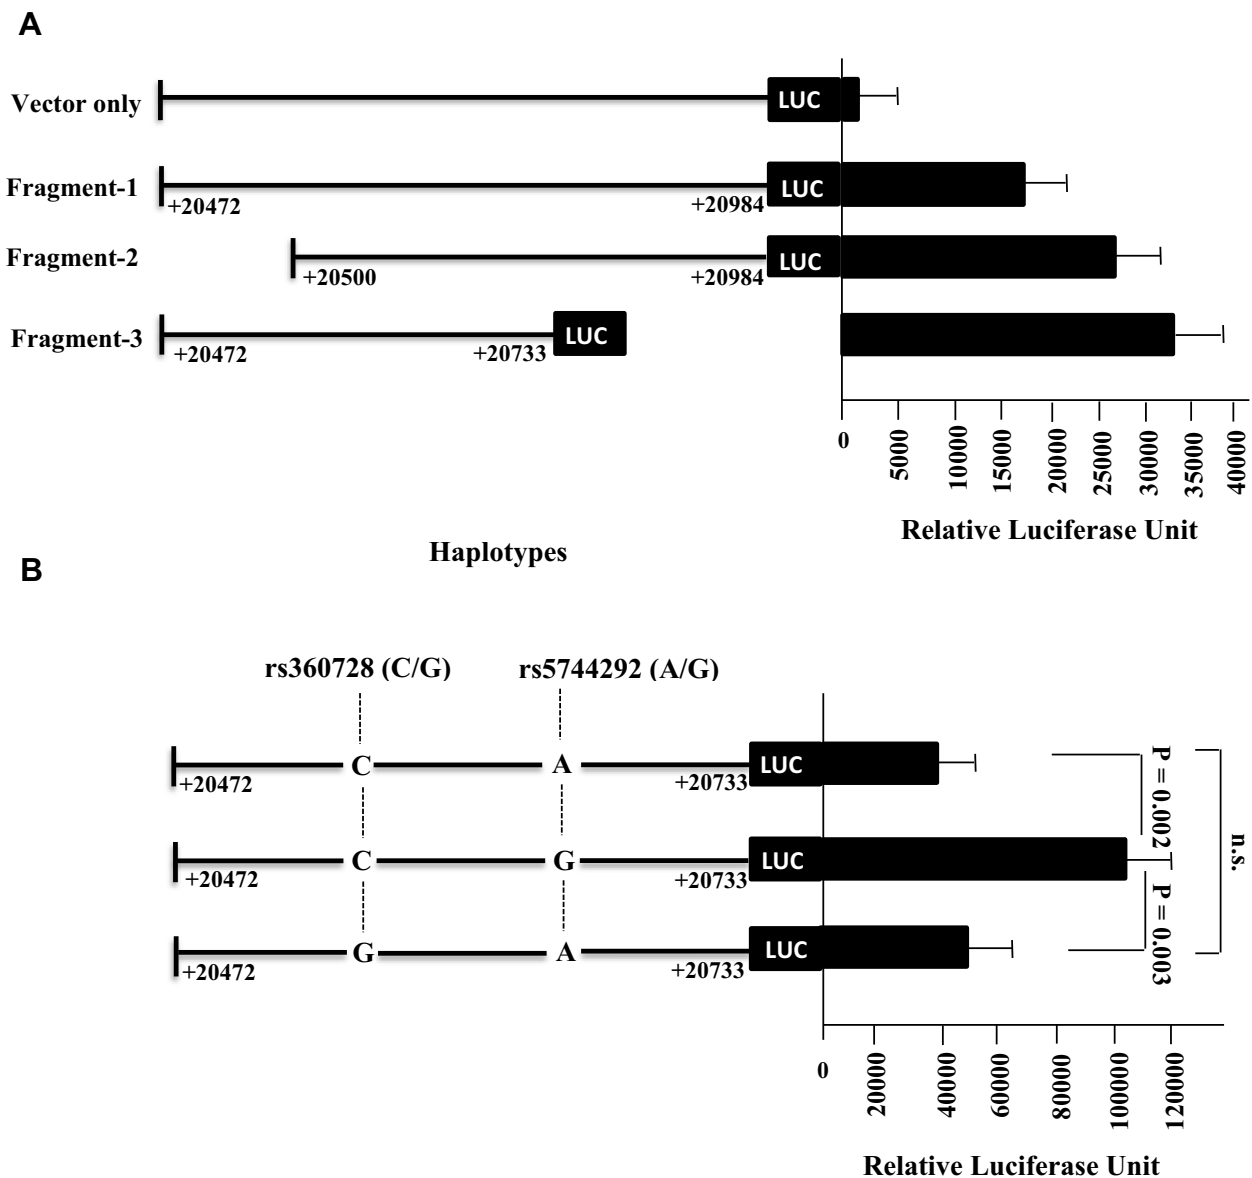 A
Vector only
LUC
Fragment-1
LUC
+20472
+20984
Fragment-2
LUC
+20500
+20984
Fragment-3
LUC
+20472
+20733
0
5000
10000
15000
20000
25000
30000
35000
40000
Relative Luciferase Unit
Haplotypes
B
rs360728 (C/G)
rs5744292 (A/G)
C
A
LUC
+20472
+20733
P = 0.002
C
G
LUC
+20472
+20733
n.s.
P = 0.003
G
A
LUC
+20472
+20733
0
20000
40000
60000
80000
100000
120000
Relative Luciferase Unit